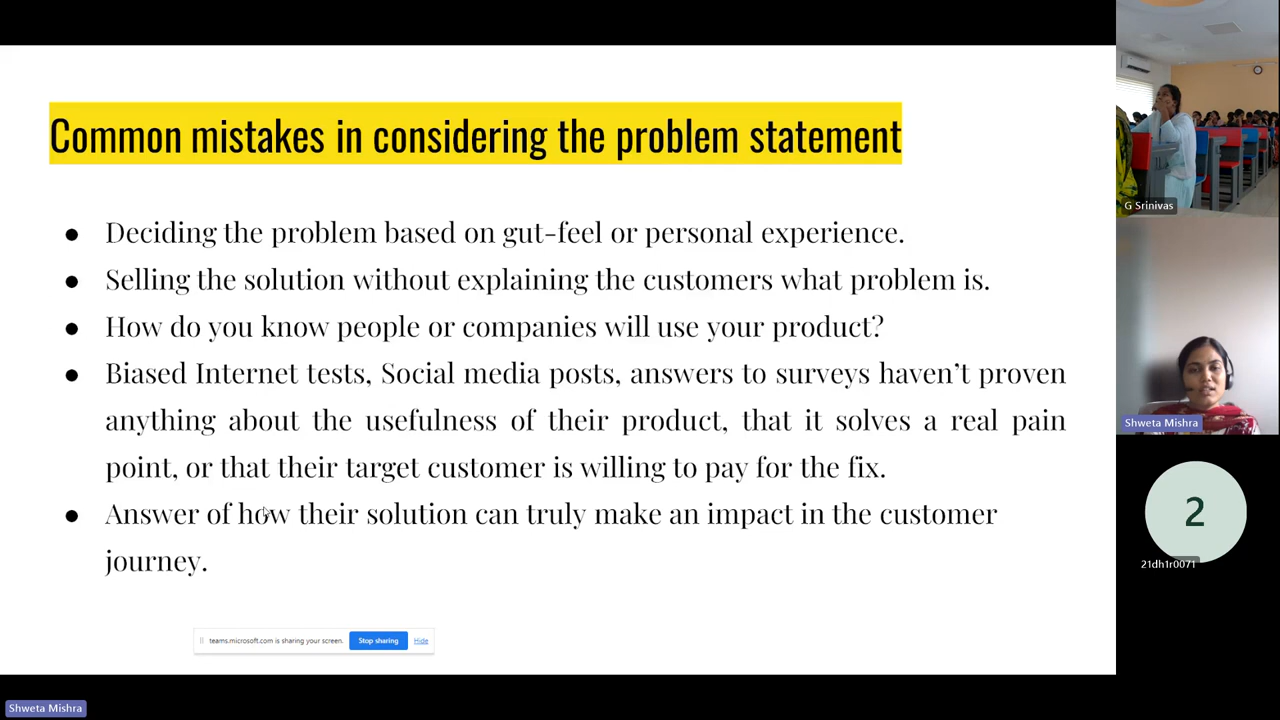 Common mistakes in considering the problem statement
● Deciding the problem based on gut-feel or personal experience.
● Selling the solution without explaining the customers what problem is.
● How do you know people or companies will use your product?
● Biased Internet tests, Social media posts, answers to surveys haven't proven
anything about the usefulness of their product, that it solves a real pain
point, or that their target customer is willing to pay for the fix.
● Answer of how their solution can truly make an impact in the customer
journey.
teams.microsoft.com is sharing your screen. Stop sharing Hide
G Srinivas
Shweta Mishra
2
21dh1r0071
Shweta Mishra